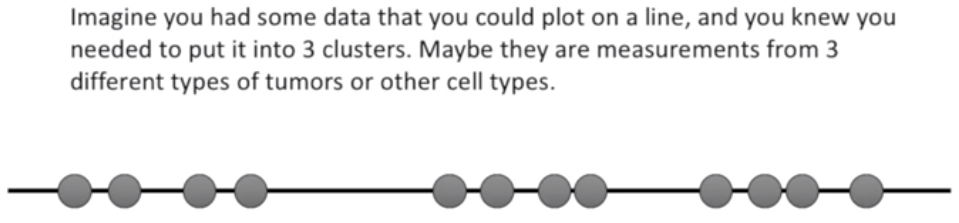 Imagine you had some data that you could plot on a line, and you knew you
needed to put it into 3 clusters. Maybe they are measurements from 3
different types of tumors or other cell types.